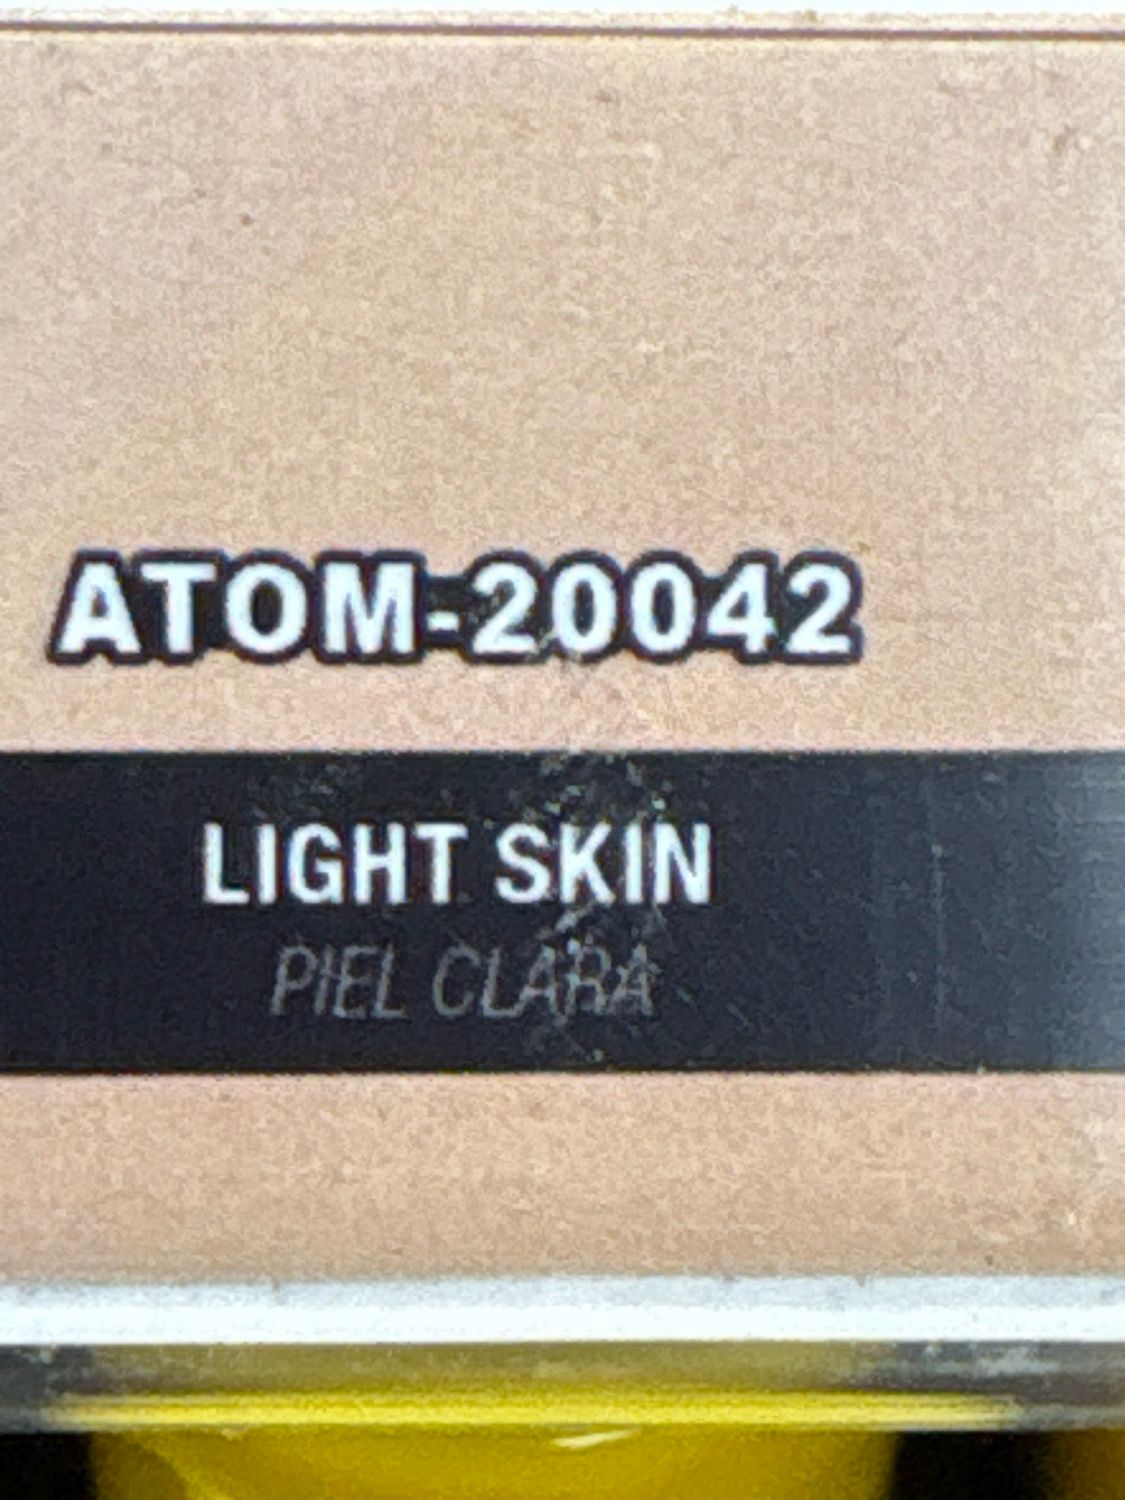 ATOM-20042
LIGHT SKIN
PIEL CLARA